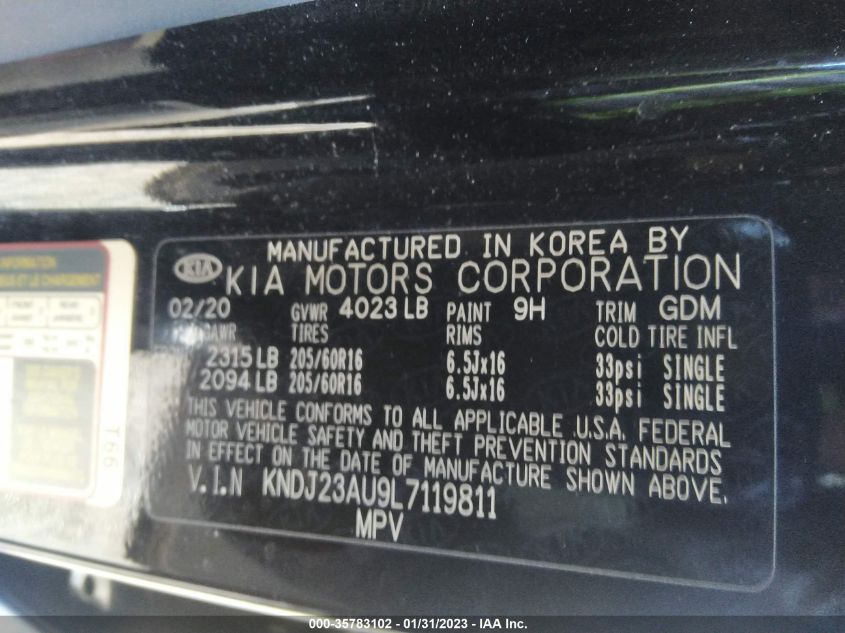 MANUFACTURED IN KOREA BY
KIA KIA MOTORS CORPORATION
02/20 GVWR 4023 LB PAINT 9H TRIM GDM
GAWR TIRES RIMS COLD TIRE INFL
2315 LB 205/60R16 6.5Jx16 33psi SINGLE
2094 LB 205/60R16 6.5Jx16 33psi SINGLE
THIS VEHICLE CONFORMS TO ALL APPLICABLE U.S.A. FEDERAL
MOTOR VEHICLE SAFETY AND THEFT PREVENTION STANDARDS
IN EFFECT ON THE DATE OF MANUFACTURE SHOWN ABOVE.
V.I.N KNDJ23AU9L7119811
MPV
INFORMATION
T66
000-35783102 - 01/31/2023 - IAA Inc.